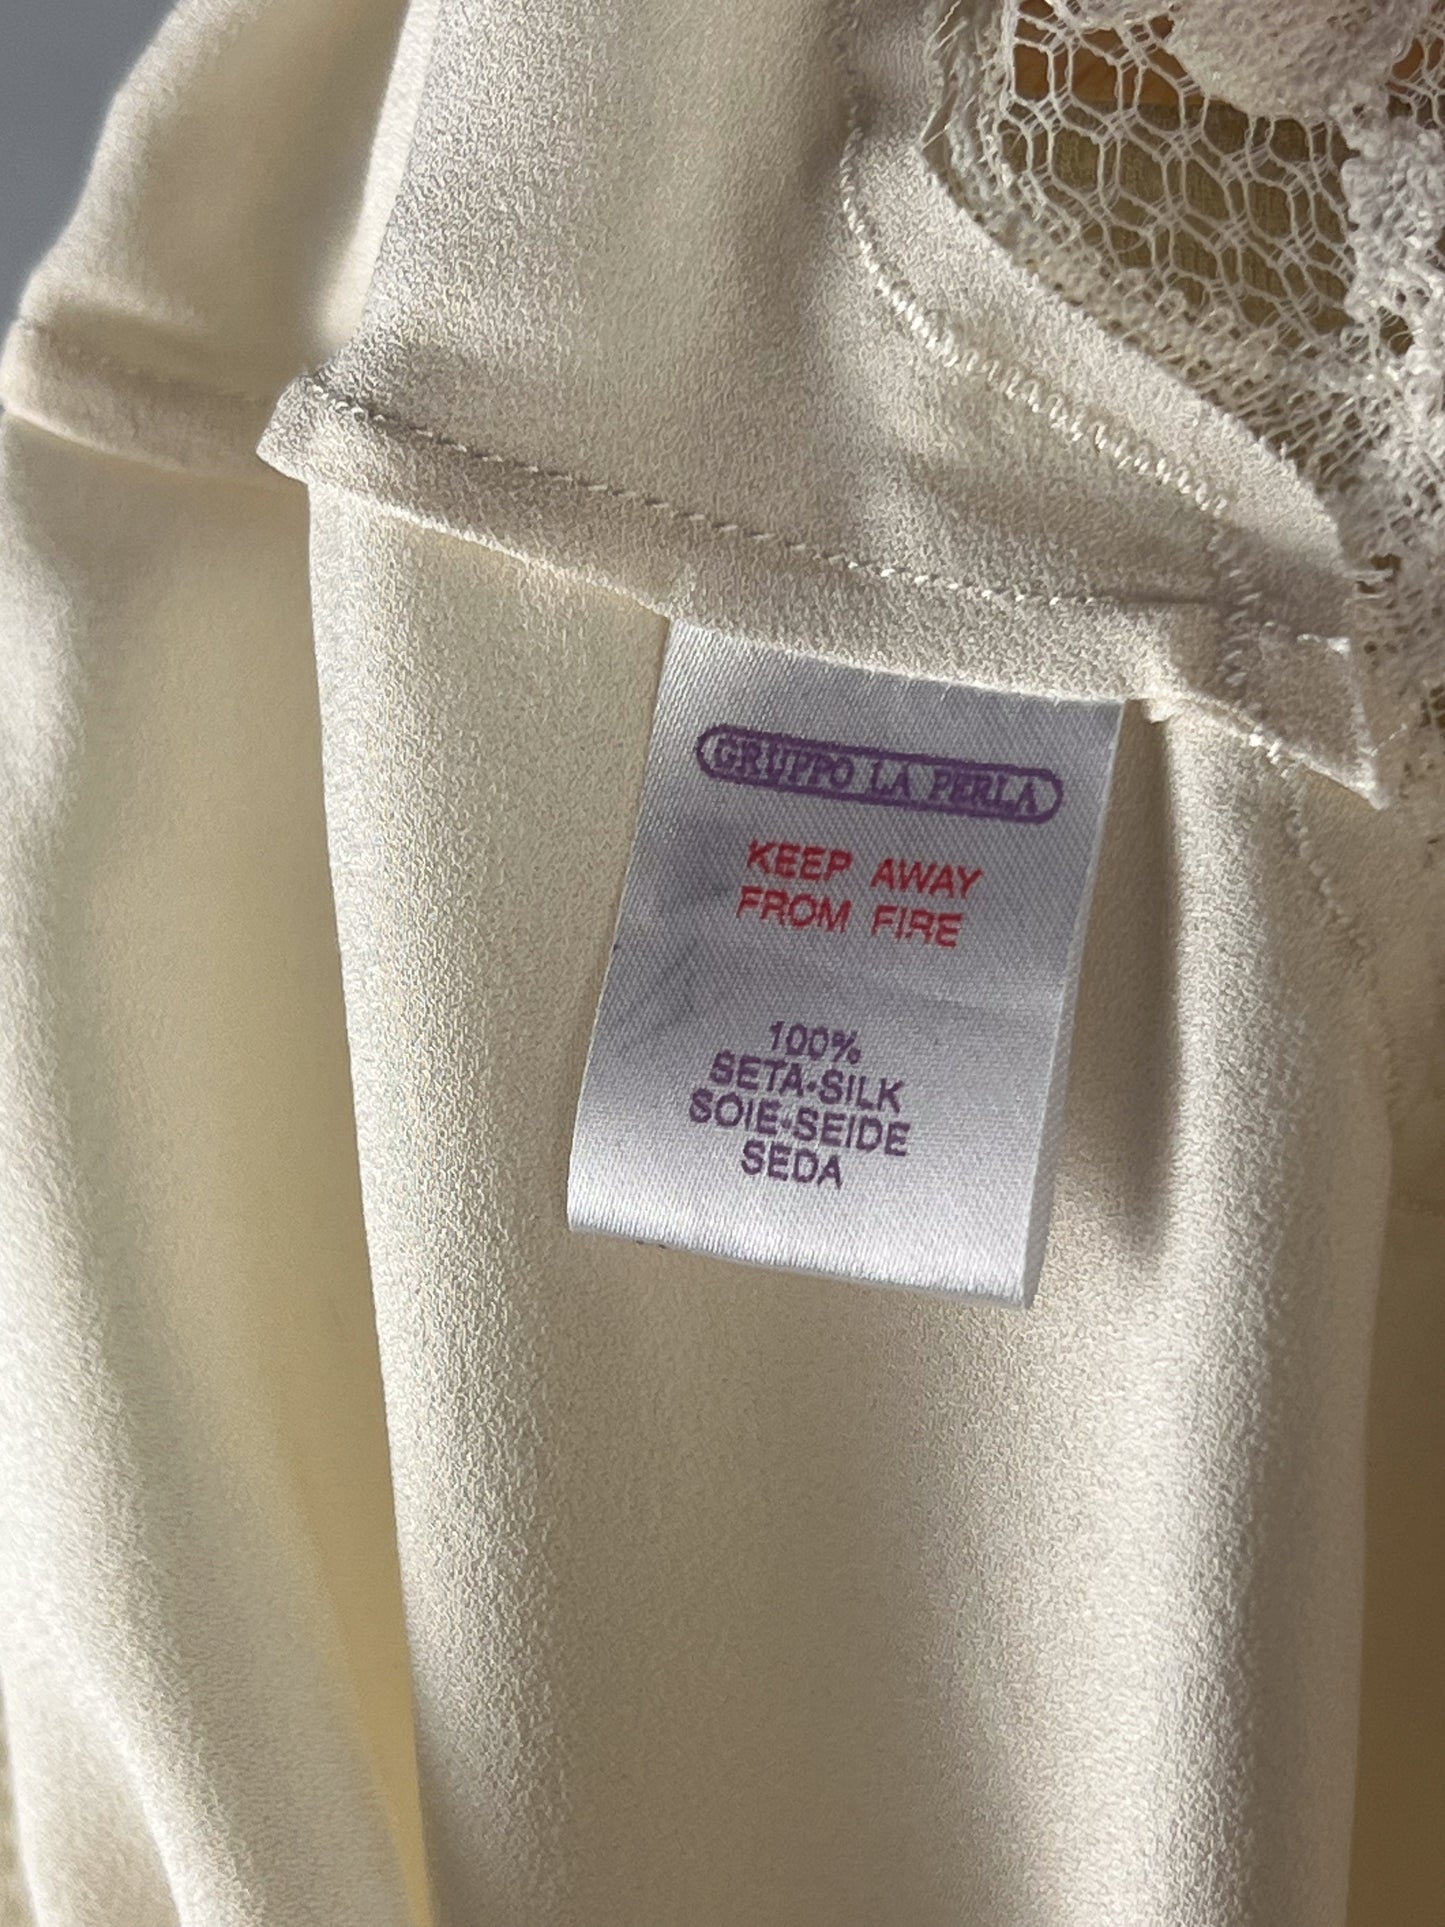 GRUPPO LA PERLA
KEEP AWAY
FROM FIRE
100%
SETA-SILK
SOIE-SEIDE
SEDA